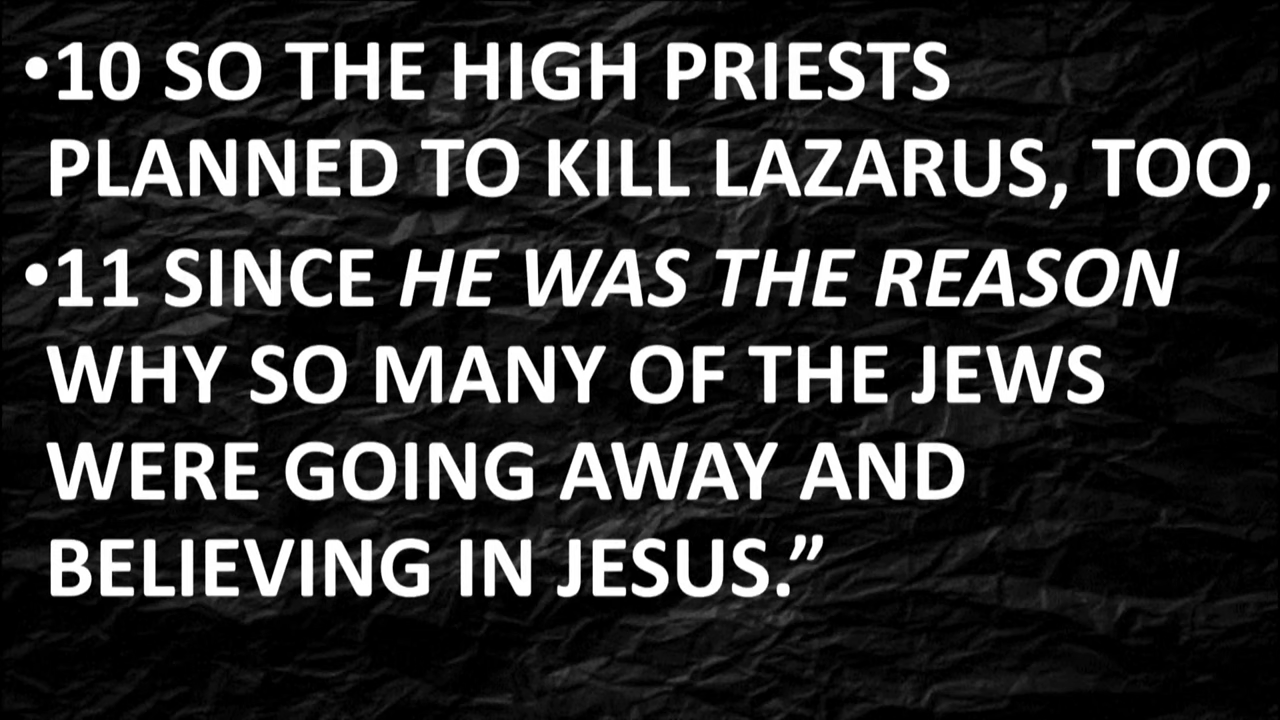 •10 SO THE HIGH PRIESTS
PLANNED TO KILL LAZARUS, TOO,
•11 SINCE HE WAS THE REASON
WHY SO MANY OF THE JEWS
WERE GOING AWAY AND
BELIEVING IN JESUS.”